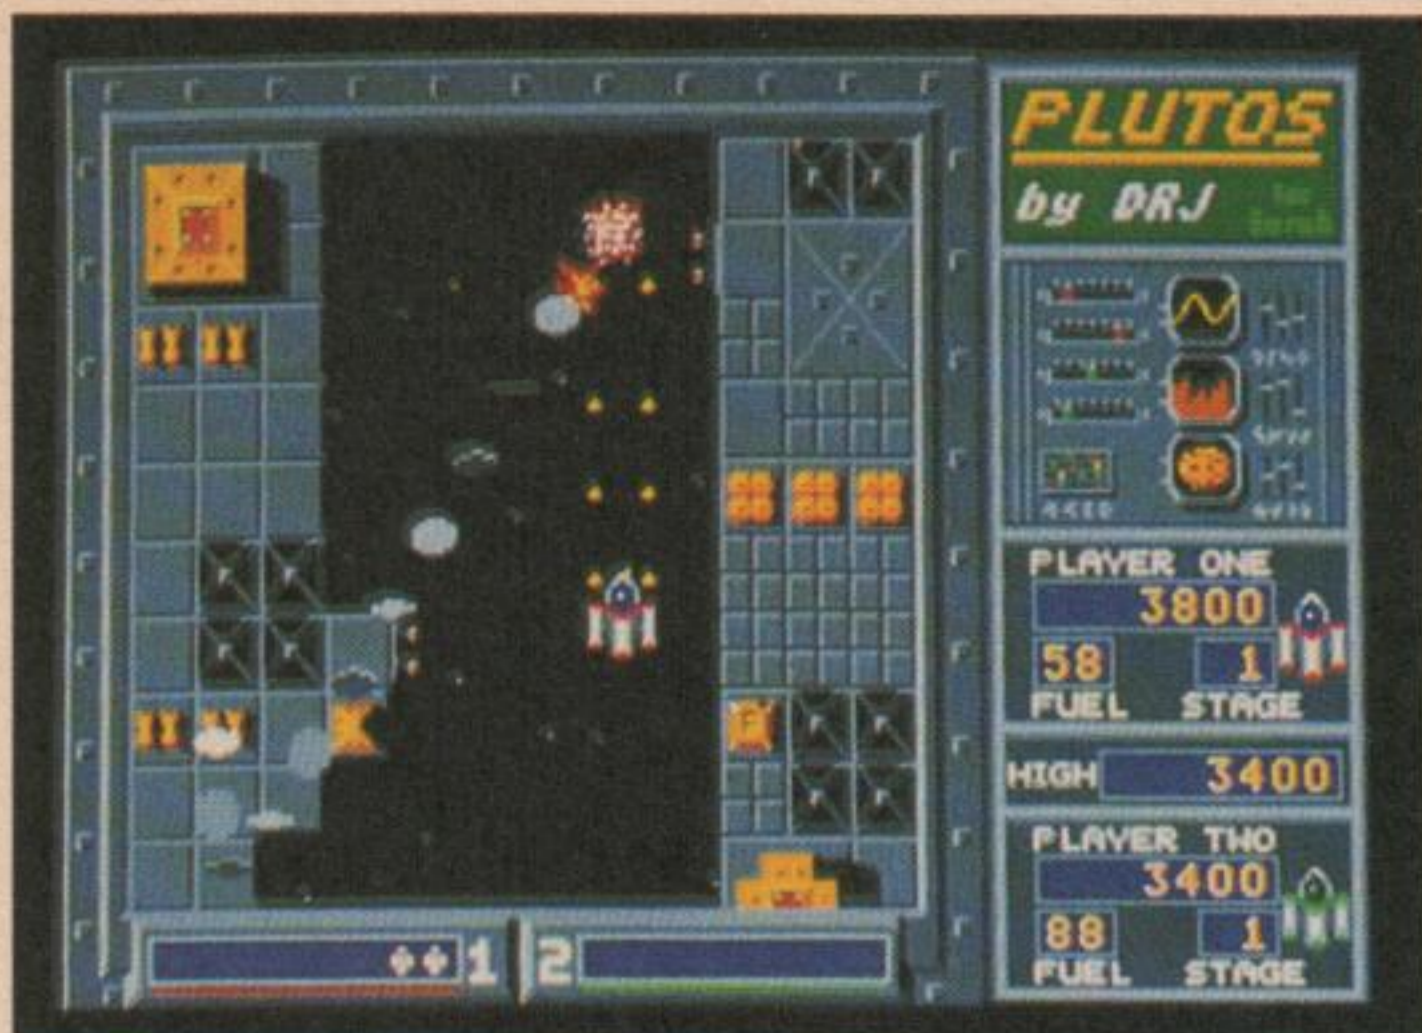 PLUTOS
by DRJ
PLAYER ONE
3800
58 1
FUEL STAGE
HIGH 3400
PLAYER TWO
3400
88 1
FUEL STAGE
F
1 2